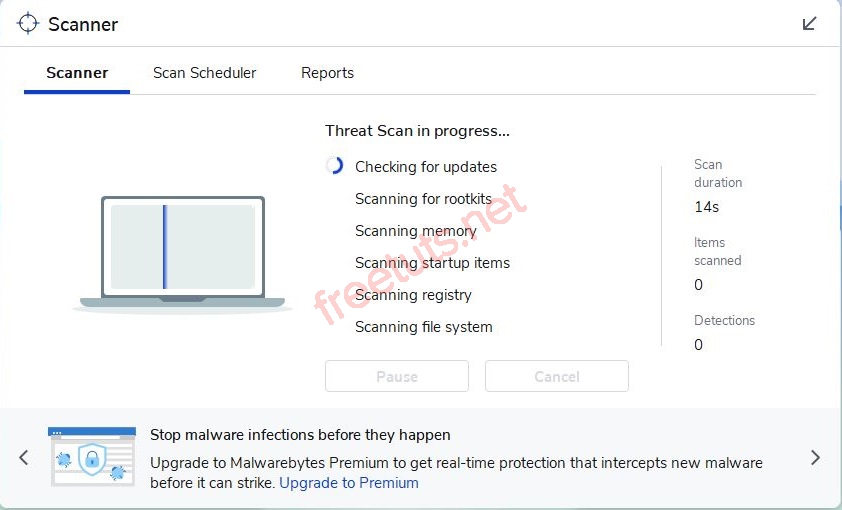 Scanner
Scanner Scan Scheduler Reports
Threat Scan in progress...
Checking for updates
Scanning for rootkits
Scanning memory
Scanning startup items
Scanning registry
Scanning file system
Scan
duration
14s
Items
scanned
0
Detections
0
freetuts.net
Pause Cancel
Stop malware infections before they happen
Upgrade to Malwarebytes Premium to get real-time protection that intercepts new malware
before it can strike. Upgrade to Premium